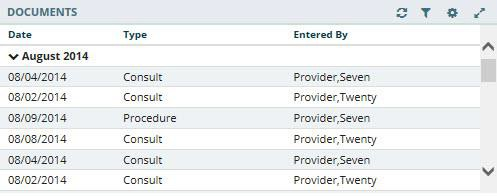 DOCUMENTS
Date Type Entered By
August 2014
08/04/2014 Consult Provider,Seven
08/02/2014 Consult Provider,Twenty
08/09/2014 Procedure Provider,Seven
08/08/2014 Consult Provider,Twenty
08/04/2014 Consult Provider,Seven
08/02/2014 Consult Provider,Twenty